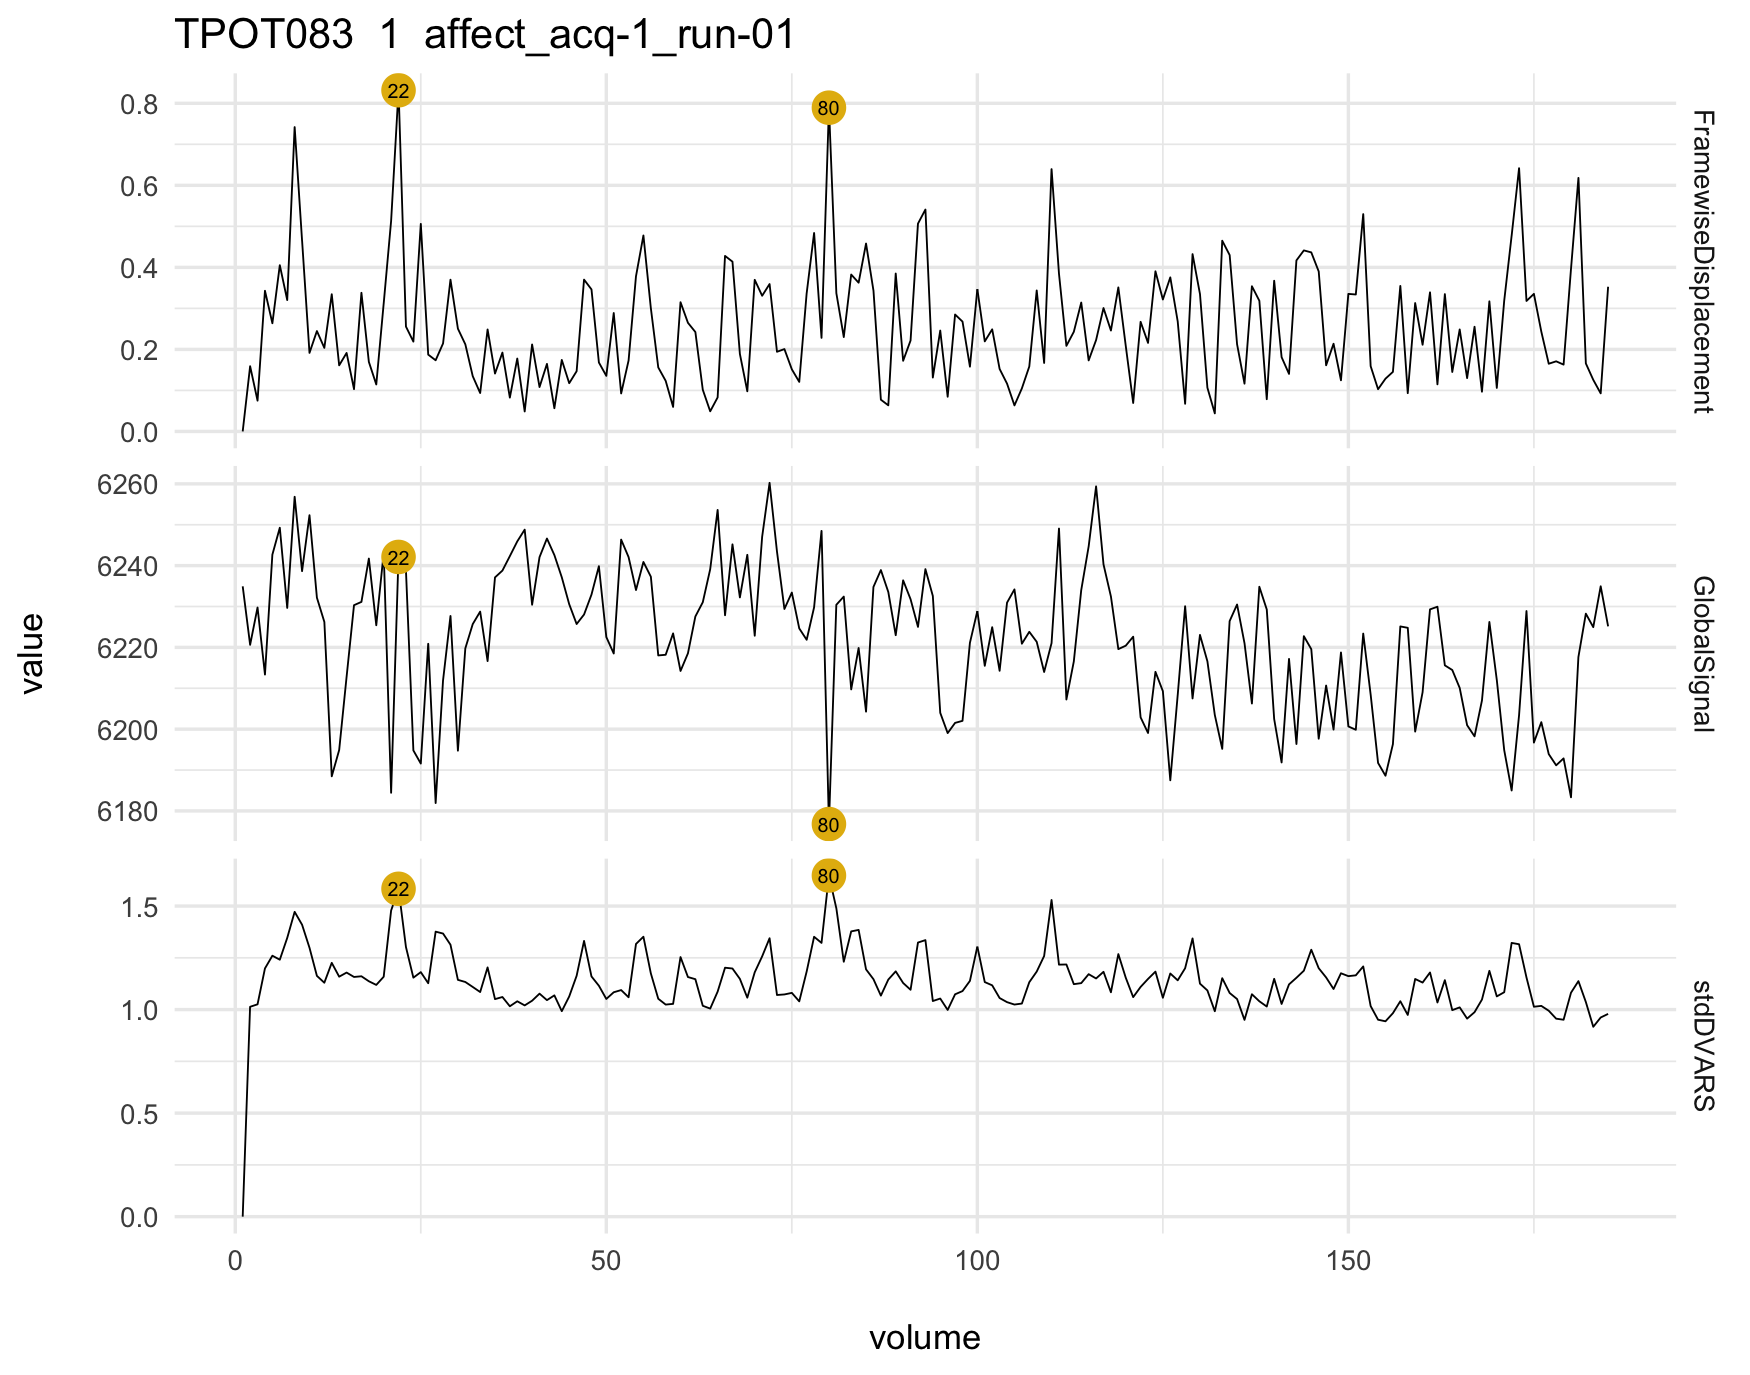 TPOT083  1  affect_acq-1_run-01
22
80
0.8
0.6
0.4
0.2
0.0
FramewiseDisplacement
6260
6240
6220
6200
6180
22
80
GlobalSignal
value
22
80
1.5
1.0
0.5
0.0
stdDVARS
0 50 100 150
volume